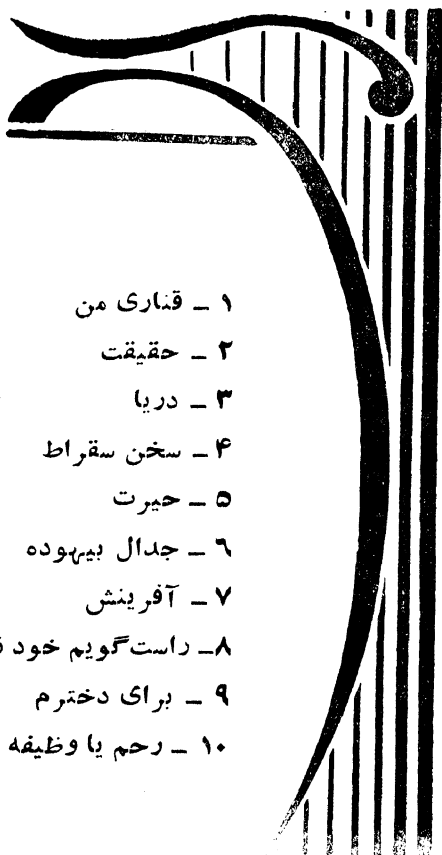 ۱ ـ قناری من
۲ ـ حقیقت
۳ ـ دریا
۴ ـ سخن سقراط
۵ ـ حیرت
۶ ـ جدال بیهوده
۷ ـ آفرینش
۸ـ راست‌گویم خود
۹ ـ برای دخترم
۱۰ ـ رحم یا وظیفه